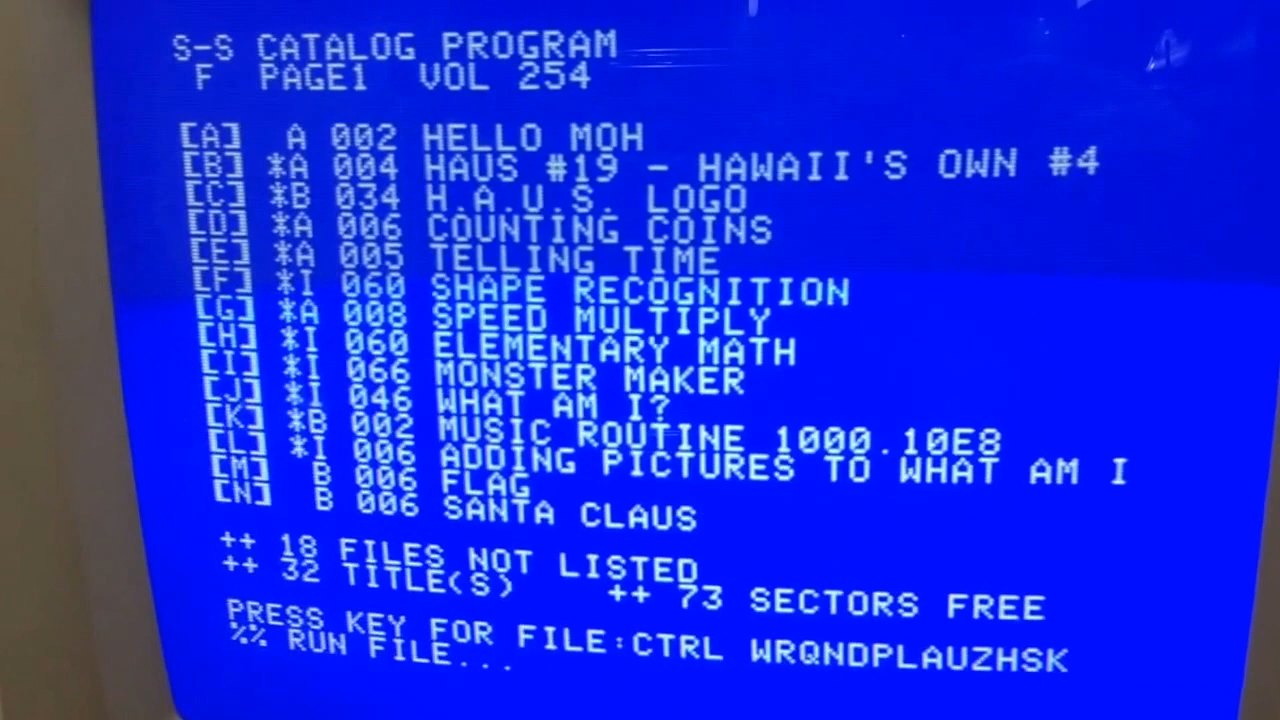 S-S CATALOG PROGRAM
F PAGE1 VOL 254
[A] A 002 HELLO MOH
[B] *A 004 HAUS #19 - HAWAII'S OWN #4
[C] *B 034 H.A.U.S. LOGO
[D] *A 006 COUNTING COINS
[E] *A 005 TELLING TIME
[F] *I 060 SHAPE RECOGNITION
[G] *A 008 SPEED MULTIPLY
[H] *I 060 ELEMENTARY MATH
[I] *I 066 MONSTER MAKER
[J] *I 046 WHAT AM I?
[K] *B 002 MUSIC ROUTINE 1000.10E8
[L] *I 006 ADDING PICTURES TO WHAT AM I
[M] B 006 FLAG
[N] B 006 SANTA CLAUS
++ 18 FILES NOT LISTED
++ 32 TITLE(S) ++ 73 SECTORS FREE
PRESS KEY FOR FILE:CTRL WRQNDPLAUZHSK
%% RUN FILE...